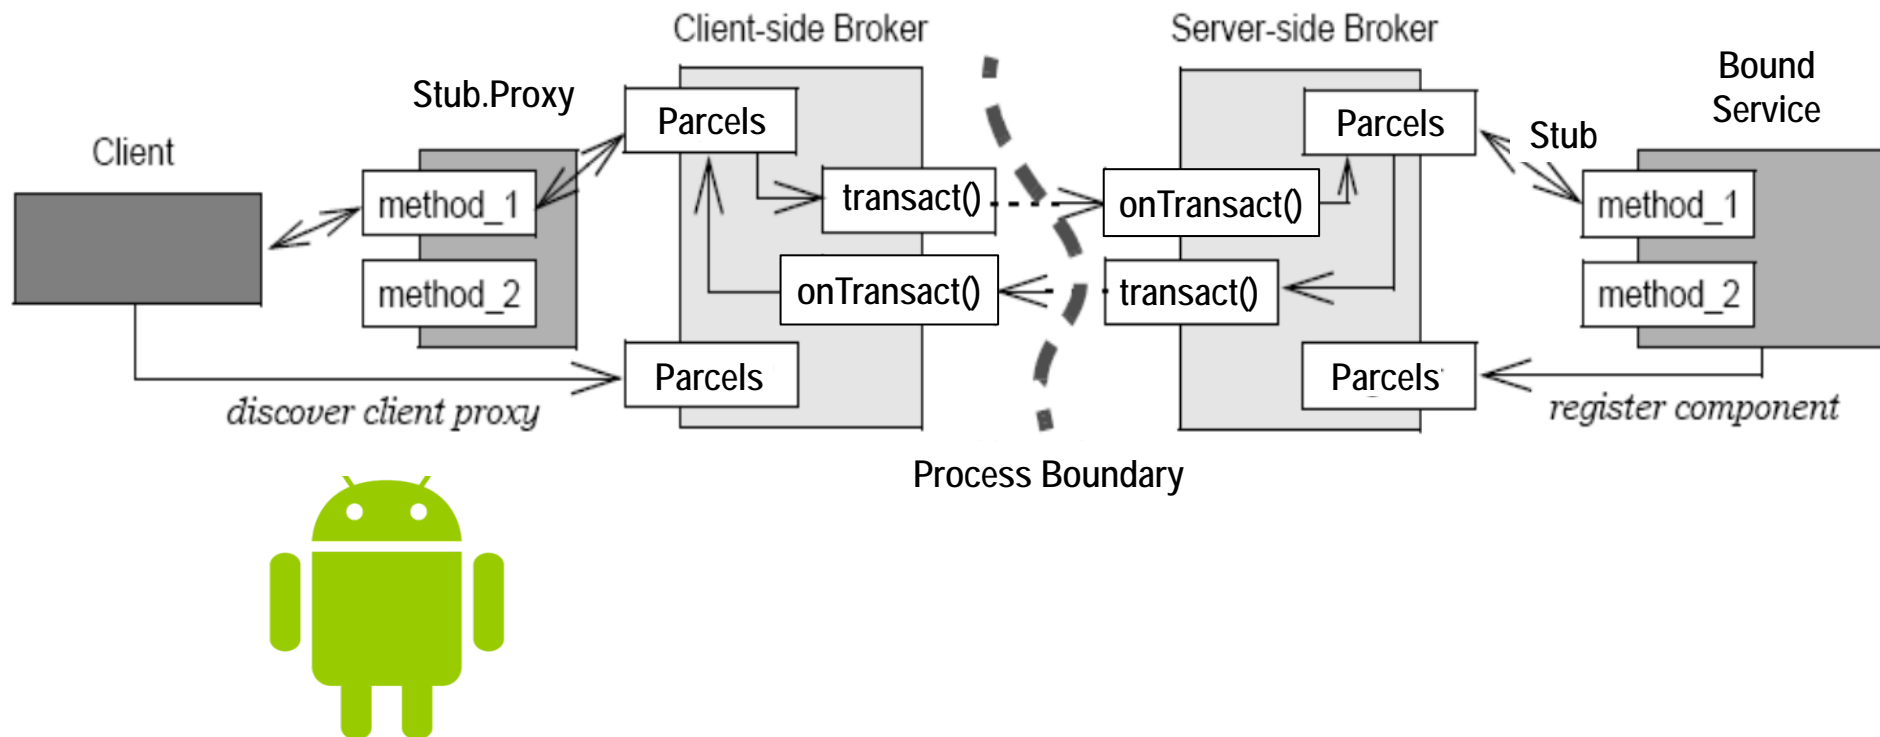 Client-side Broker
Server-side Broker
Bound
Service
Stub.Proxy
Parcels
Parcels
Stub
Client
method_1
transact()
onTransact()
method_1
method_2
onTransact()
transact()
method_2
Parcels
Parcels
discover client proxy
register component
Process Boundary